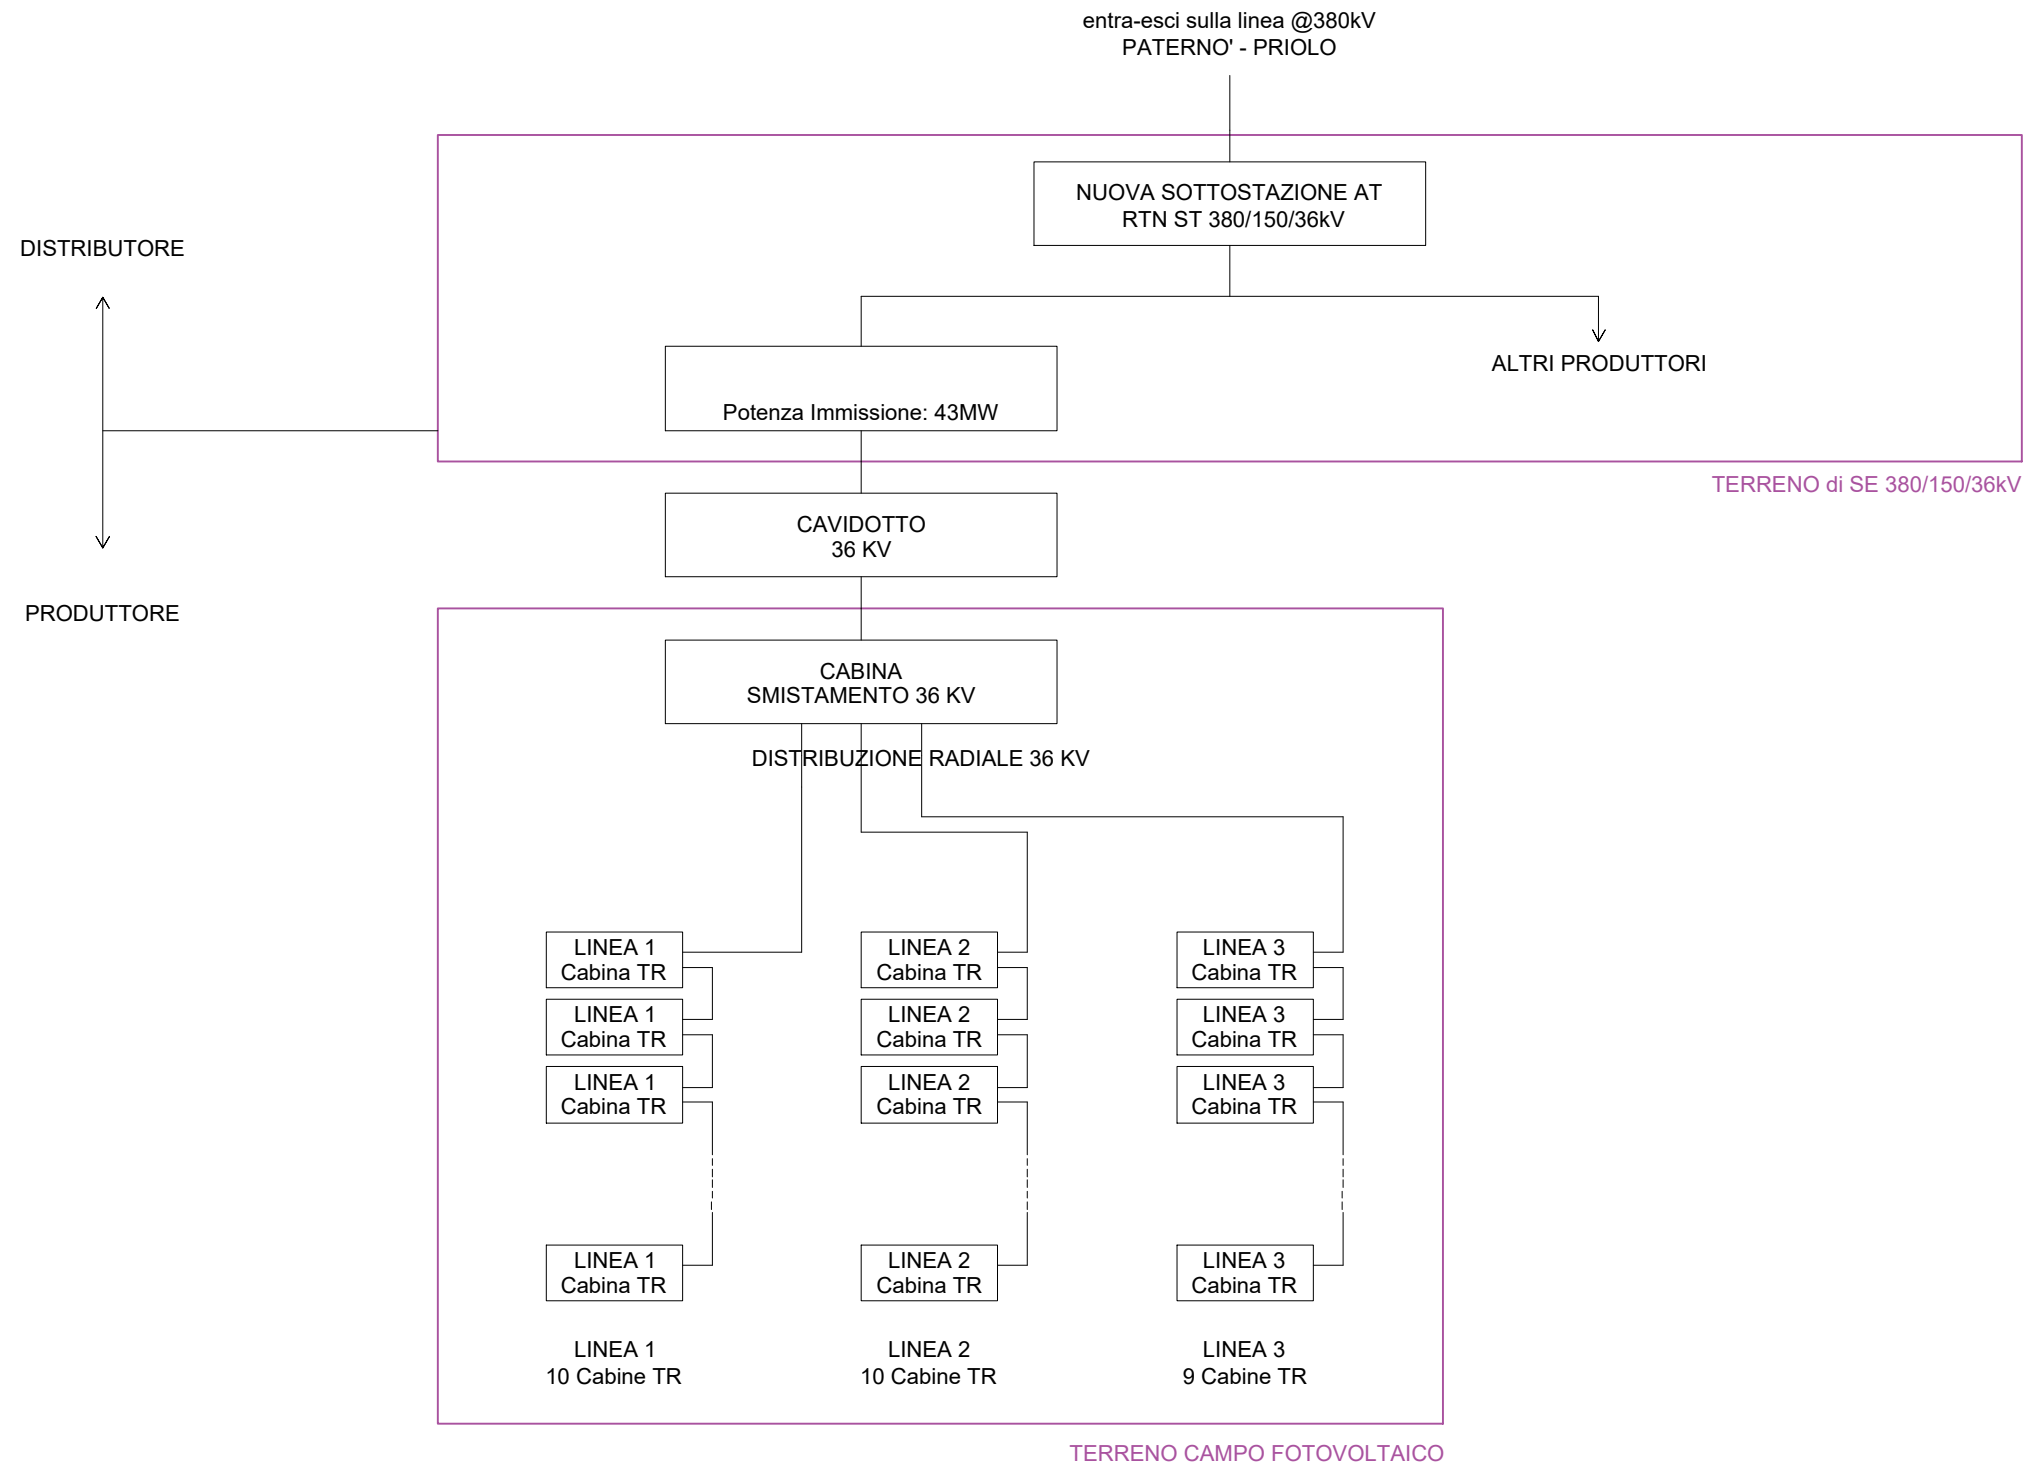 entra-esci sulla linea @380kV
PATERNO' - PRIOLO
NUOVA SOTTOSTAZIONE AT
RTN ST 380/150/36kV
DISTRIBUTORE
ALTRI PRODUTTORI
Potenza Immissione: 43MW
TERRENO di SE 380/150/36kV
CAVIDOTTO
36 KV
PRODUTTORE
CABINA
SMISTAMENTO 36 KV
DISTRIBUZIONE RADIALE 36 KV
LINEA 1
Cabina TR
LINEA 2
Cabina TR
LINEA 3
Cabina TR
LINEA 1
Cabina TR
LINEA 2
Cabina TR
LINEA 3
Cabina TR
LINEA 1
Cabina TR
LINEA 2
Cabina TR
LINEA 3
Cabina TR
LINEA 1
Cabina TR
LINEA 2
Cabina TR
LINEA 3
Cabina TR
LINEA 1
10 Cabine TR
LINEA 2
10 Cabine TR
LINEA 3
9 Cabine TR
TERRENO CAMPO FOTOVOLTAICO